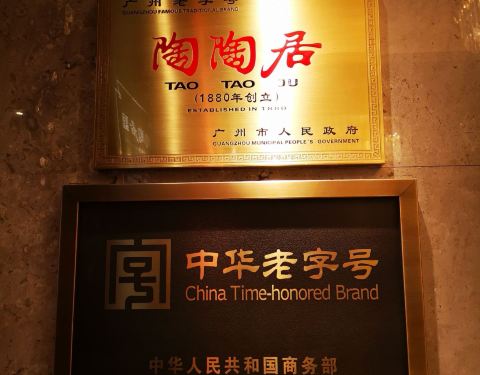 广州老字号
GUANGZHOU FAMOUS TRADITIONAL BRAND
陶陶居
TAO TAO JU
(1880年创立)
ESTABLISHED IN 1880
广州市人民政府
GUANGZHOU MUNICIPAL PEOPLE'S GOVERNMENT
中华老字号
China Time-honored Brand
中华人民共和国商务部